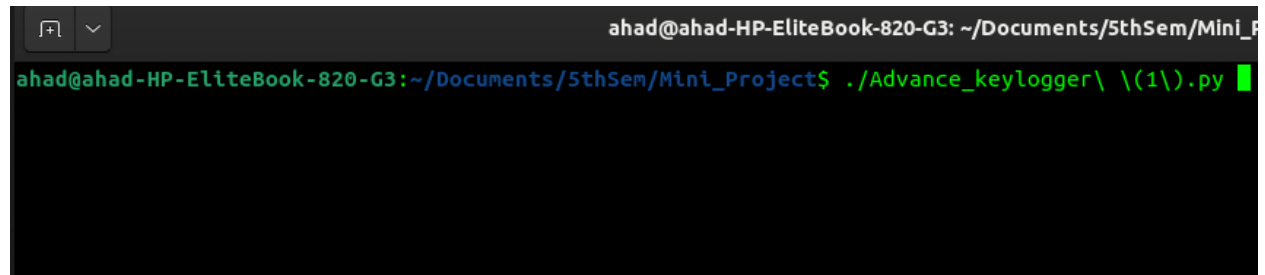 ahad@ahad-HP-EliteBook-820-G3: ~/Documents/5thSem/Mini_P
ahad@ahad-HP-EliteBook-820-G3:~/Documents/5thSem/Mini_Project$ ./Advance_keylogger\ \(1\).py